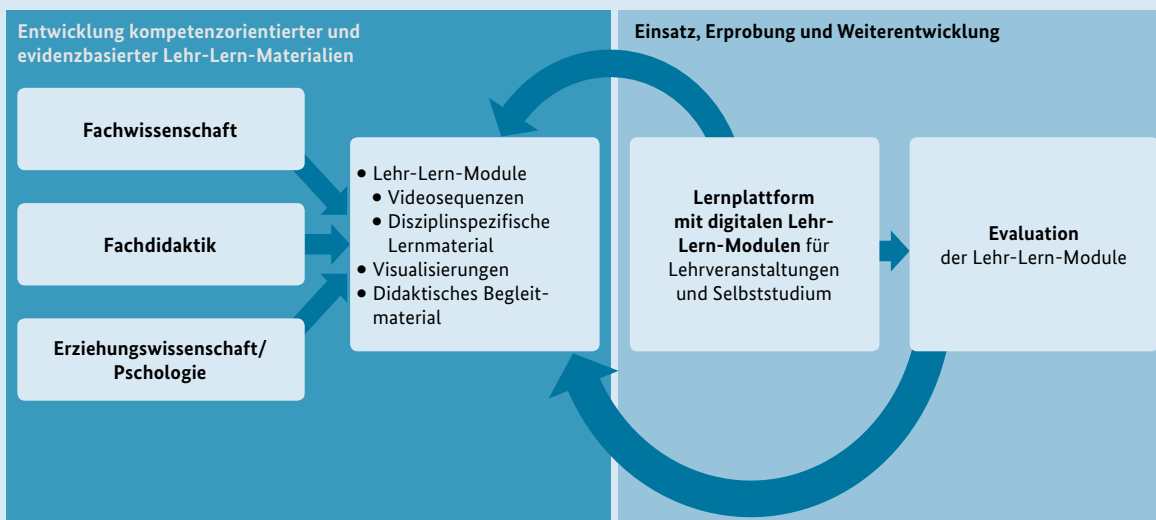 Entwicklung kompetenzorientierter und
evidenzbasierter Lehr-Lern-Materialien
Fachwissenschaft
Fachdidaktik
Erziehungswissenschaft/
Pschologie
• Lehr-Lern-Module
• Videosequenzen
• Disziplinspezifische
Lernmaterial
• Visualisierungen
• Didaktisches Begleit-
material
Einsatz, Erprobung und Weiterentwicklung
Lernplattform
mit digitalen Lehr-
Lern-Modulen für
Lehrveranstaltungen
und Selbststudium
Evaluation
der Lehr-Lern-Module